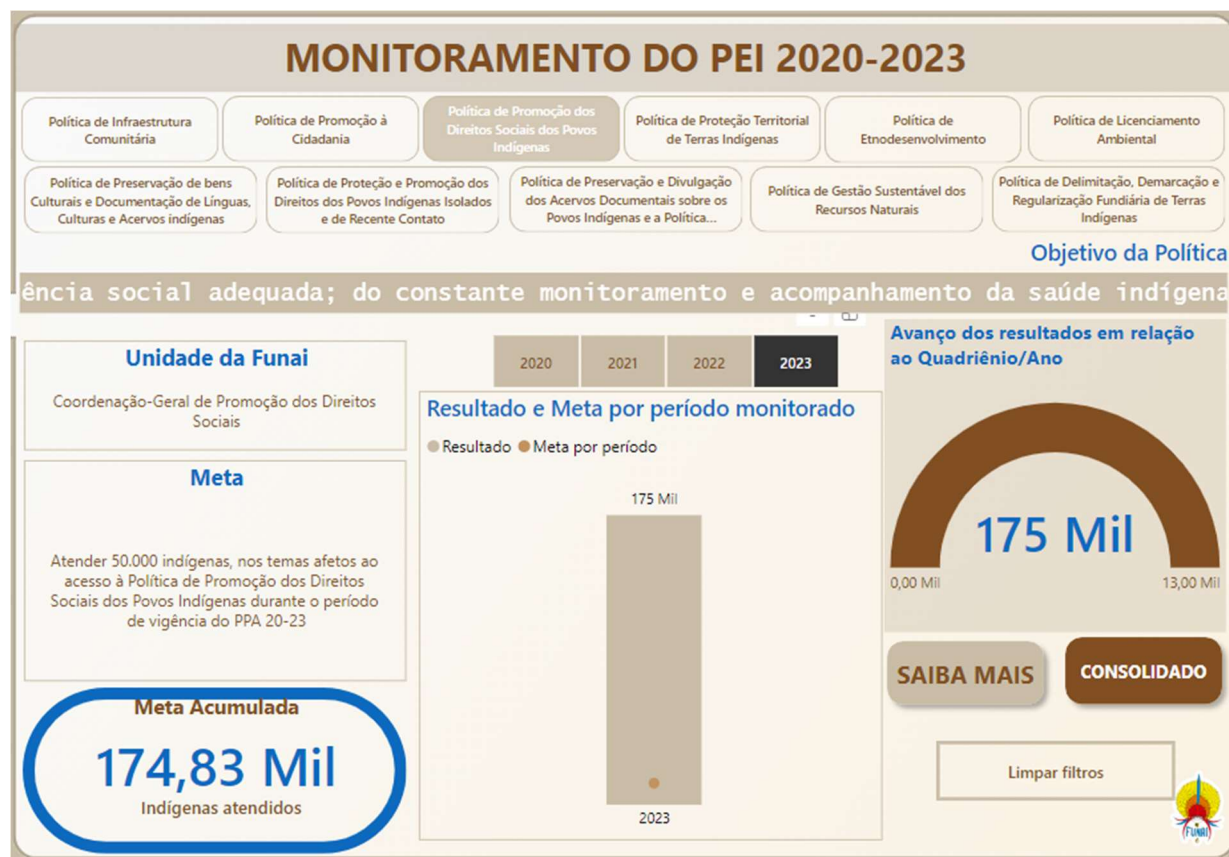 MONITORAMENTO DO PEI 2020-2023
Política de Infraestrutura
Comunitária
Política de Promoção à
Cidadania
Política de Promoção dos
Direitos Sociais dos Povos
Indígenas
Política de Proteção Territorial
de Terras Indígenas
Política de
Etnodesenvolvimento
Política de Licenciamento
Ambiental
Política de Preservação de bens
Culturais e Documentação de Línguas,
Culturas e Acervos indígenas
Política de Proteção e Promoção dos
Direitos dos Povos Indígenas Isolados
e de Recente Contato
Política de Preservação e Divulgação
dos Acervos Documentais sobre os
Povos Indígenas e a Política...
Política de Gestão Sustentável dos
Recursos Naturais
Política de Delimitação, Demarcação e
Regularização Fundiária de Terras
Indígenas
Objetivo da Política
ência social adequada; do constante monitoramento e acompanhamento da saúde indígena
Unidade da Funai
Coordenação-Geral de Promoção dos Direitos
Sociais
Meta
Atender 50.000 indígenas, nos temas afetos ao
acesso à Política de Promoção dos Direitos
Sociais dos Povos Indígenas durante o período
de vigência do PPA 20-23
Meta Acumulada
174,83 Mil
Indígenas atendidos
2020
2021
2022
2023
Resultado e Meta por período monitorado
Resultado
Meta por período
175 Mil
2023
Avanço dos resultados em relação
ao Quadriênio/Ano
175 Mil
0,00 Mil
13,00 Mil
SAIBA MAIS
CONSOLIDADO
Limpar filtros
FUNAI